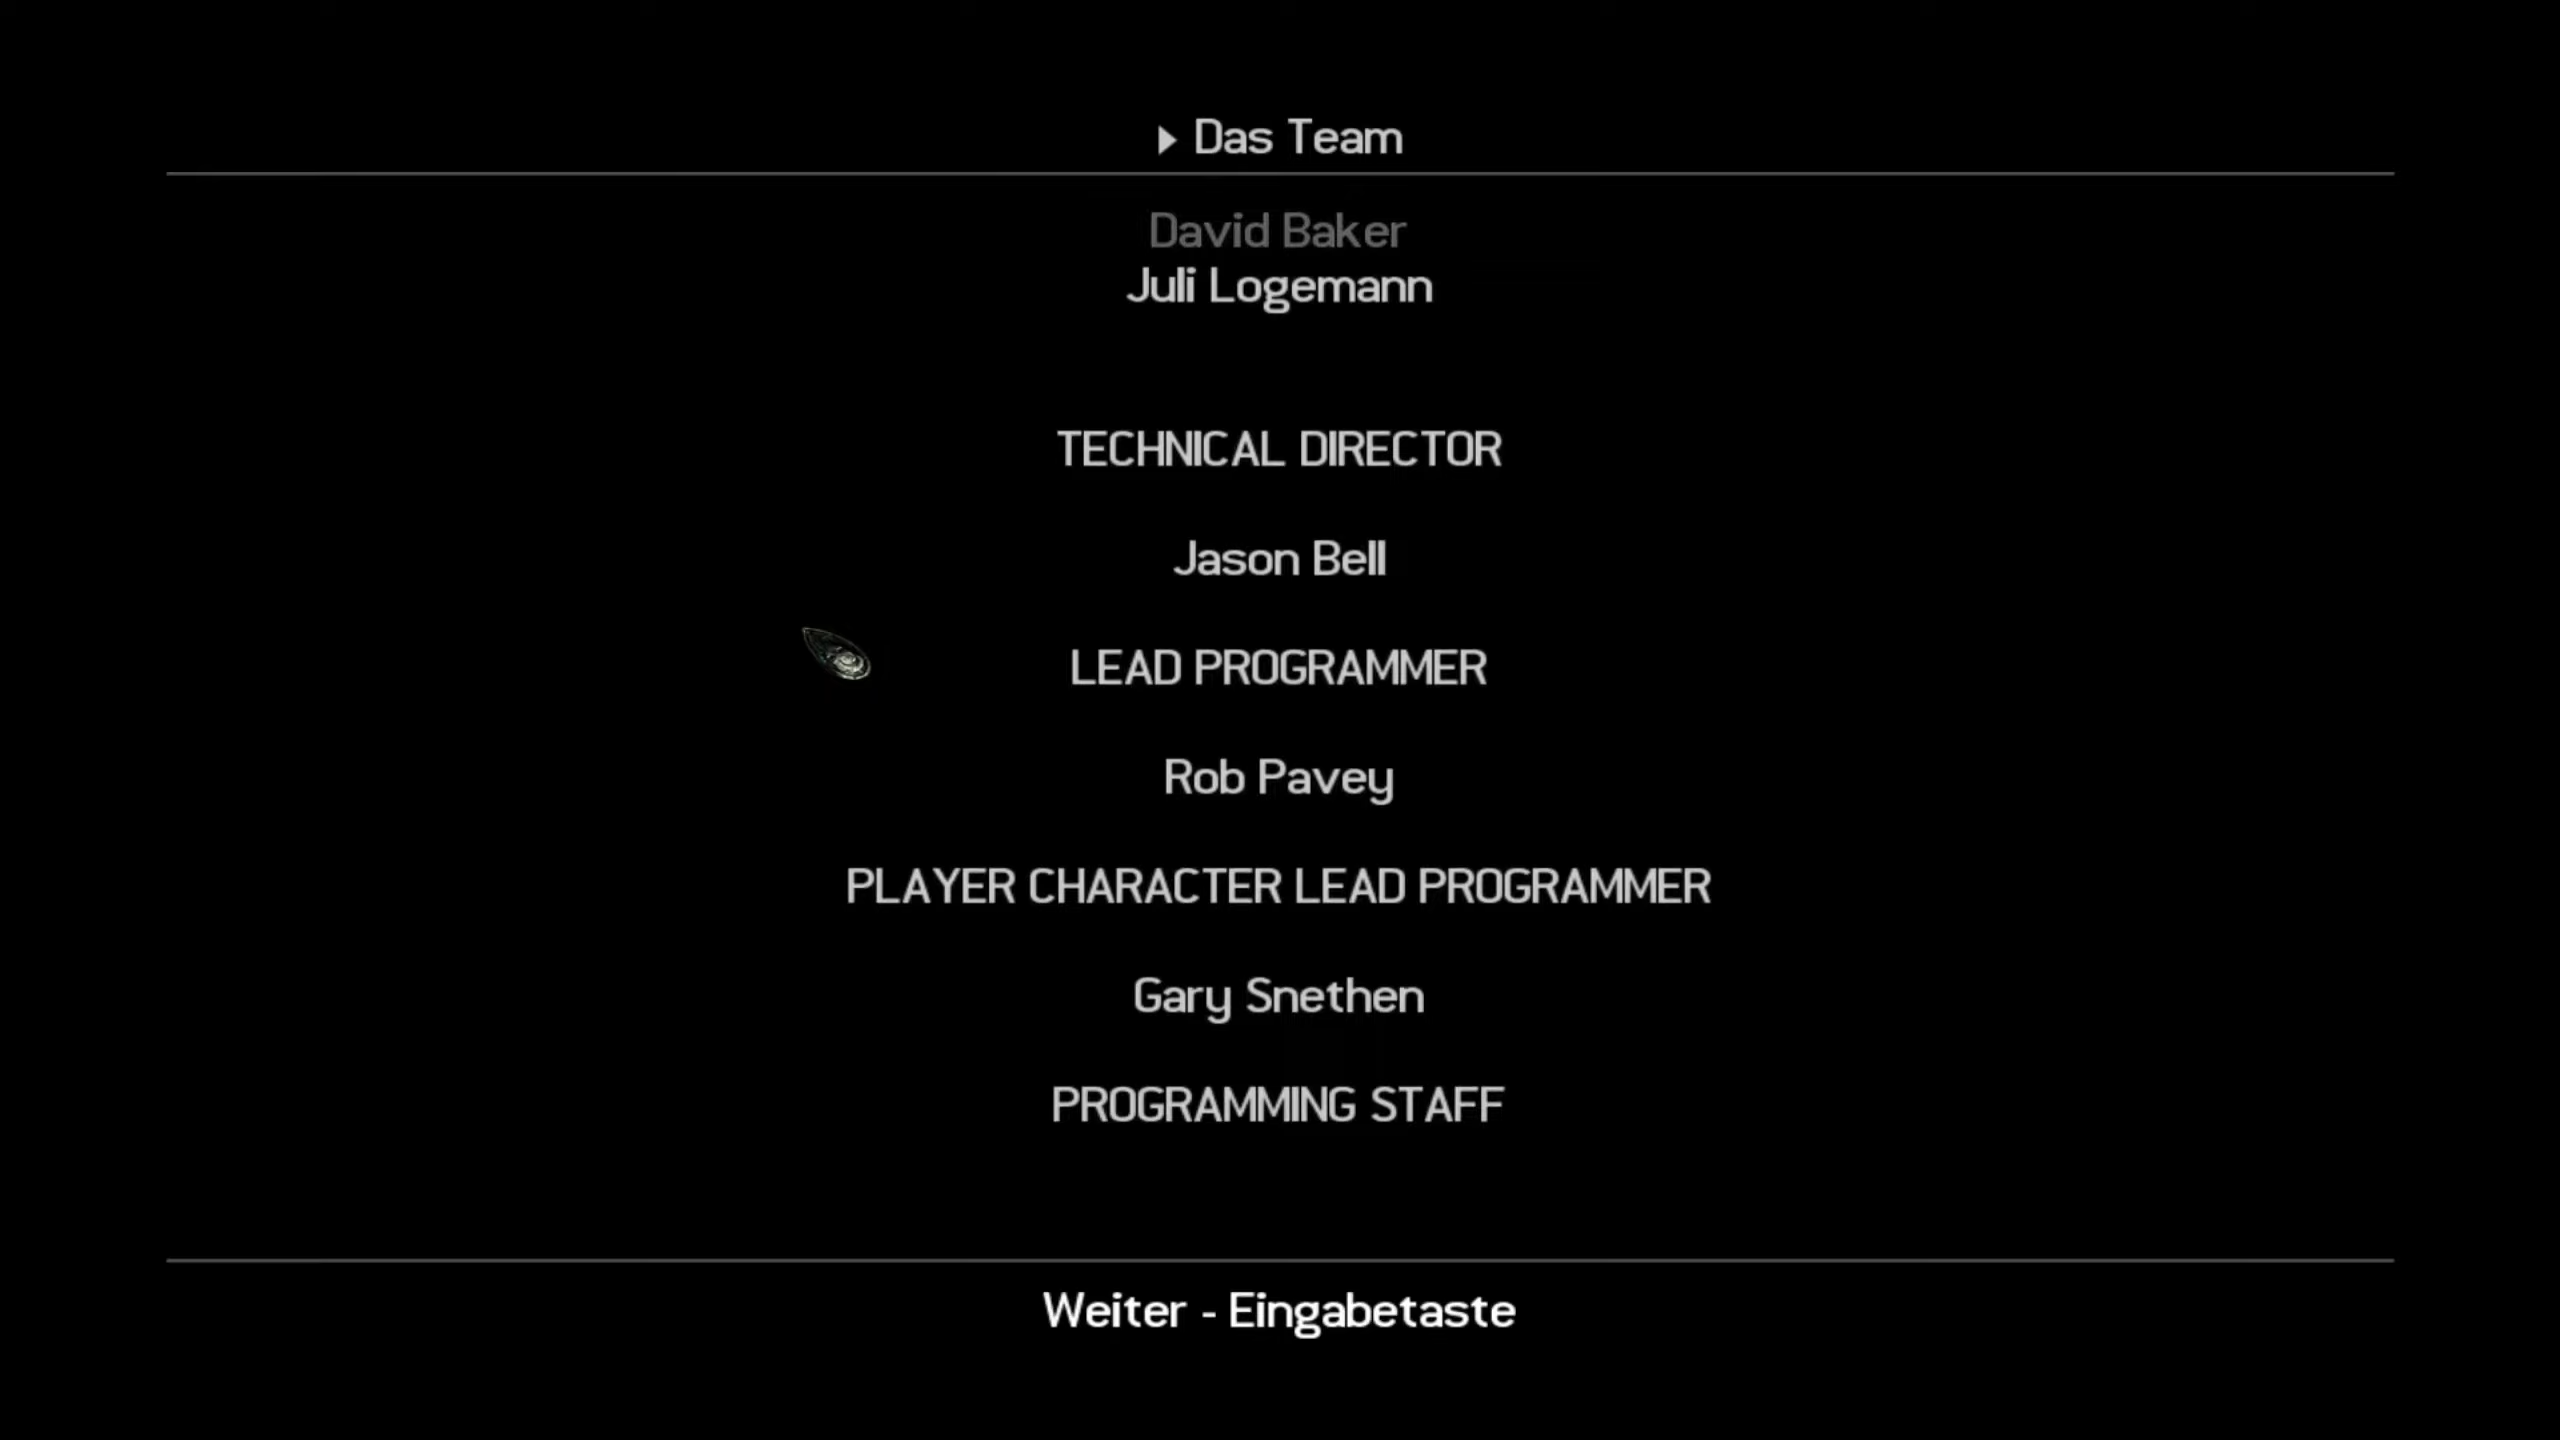 Das Team
David Baker
Juli Logemann
TECHNICAL DIRECTOR
Jason Bell
LEAD PROGRAMMER
Rob Pavey
PLAYER CHARACTER LEAD PROGRAMMER
Gary Snethen
PROGRAMMING STAFF
Weiter - Eingabetaste